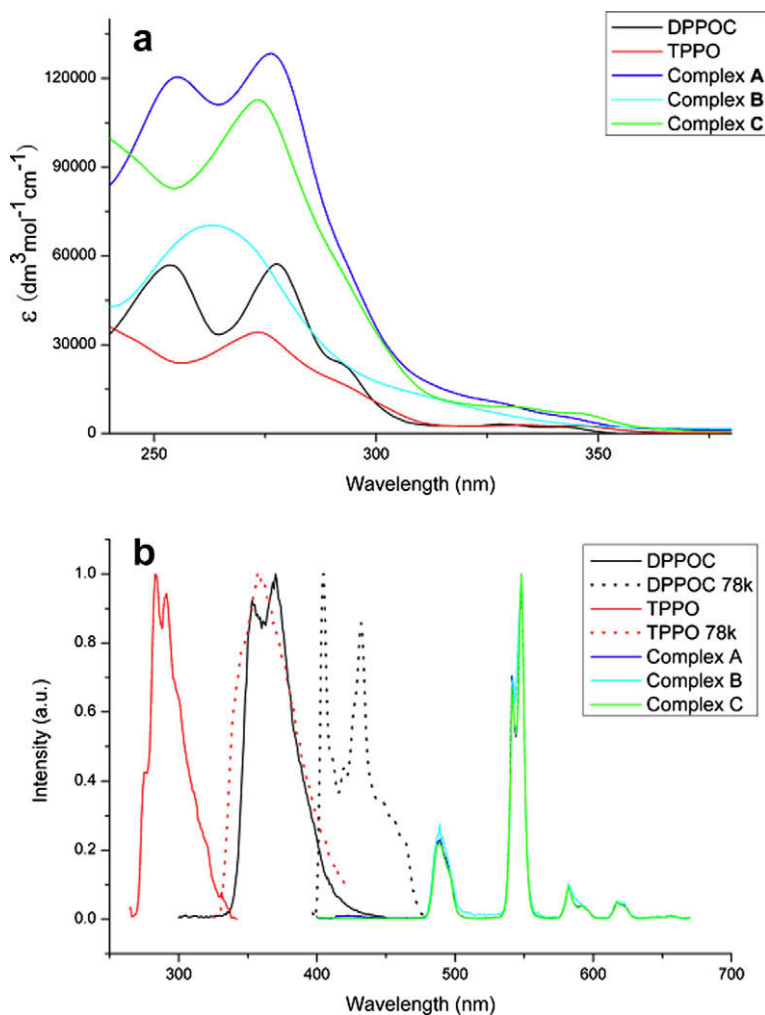 a
DPPOC
TPPO
Complex A
Complex B
Complex C
120000
90000
60000
30000
0
ε (dm³mol⁻¹cm⁻¹)
250 300 350
Wavelength (nm)
b
DPPOC
DPPOC 78k
TPPO
TPPO 78k
Complex A
Complex B
Complex C
1.0
0.8
0.6
0.4
0.2
0.0
Intensity (a.u.)
300 400 500 600 700
Wavelength (nm)